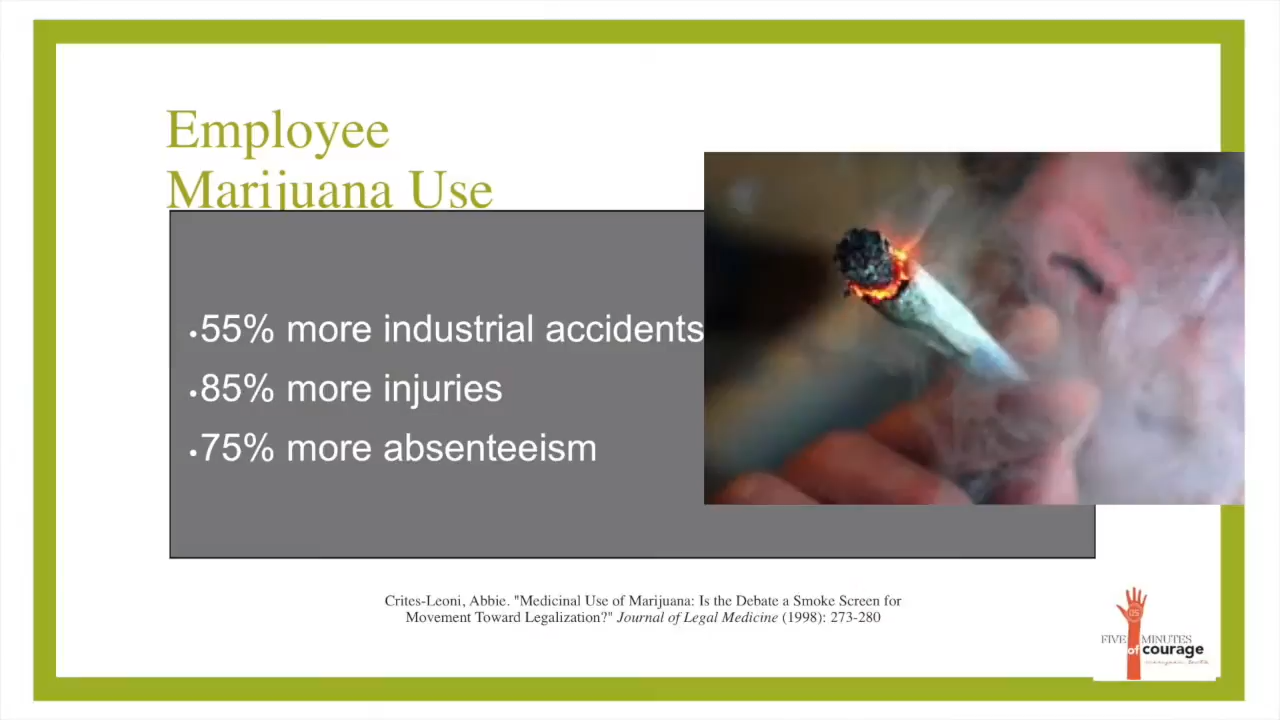 Employee
Marijuana Use
•55% more industrial accidents
•85% more injuries
•75% more absenteeism
Crites-Leoni, Abbie. "Medicinal Use of Marijuana: Is the Debate a Smoke Screen for
Movement Toward Legalization?" Journal of Legal Medicine (1998): 273-280
FIVE MINUTES
of courage